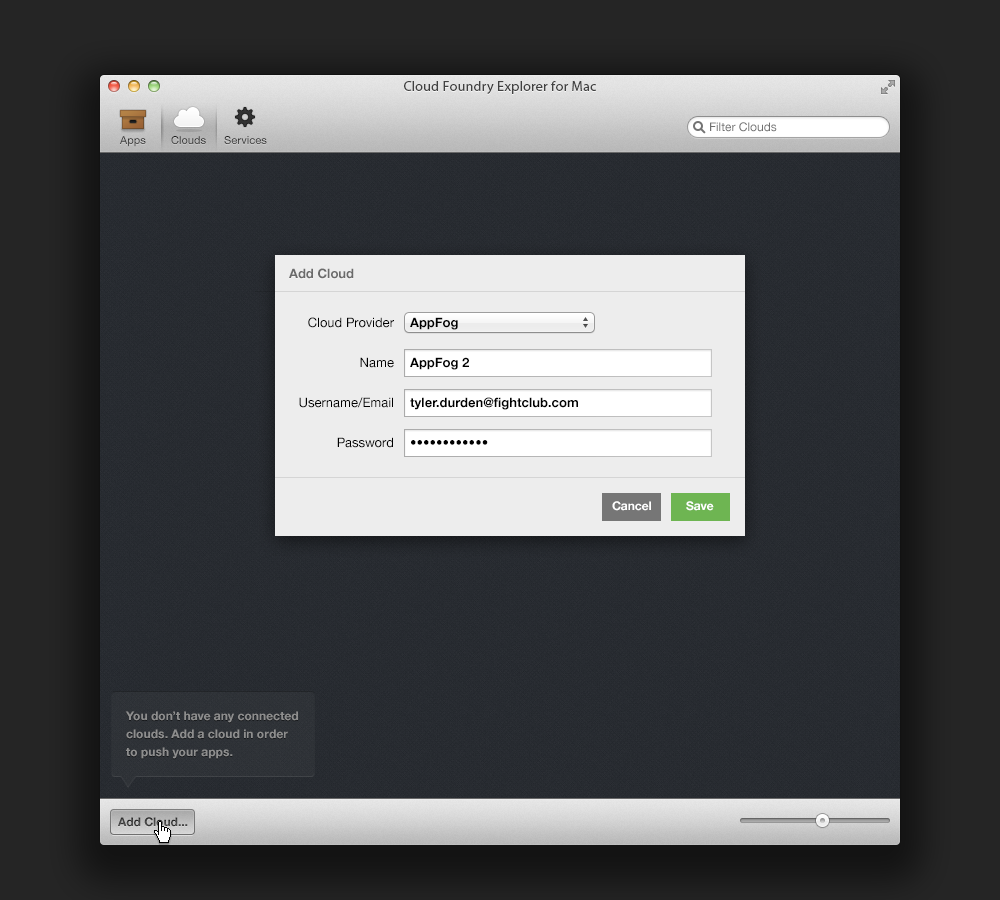 Cloud Foundry Explorer for Mac
Apps
Clouds
Services
Filter Clouds
Add Cloud
Cloud Provider
AppFog
Name
AppFog 2
Username/Email
tyler.durden@fightclub.com
Password
••••••••••••
Cancel
Save
You don't have any connected
clouds. Add a cloud in order
to push your apps.
Add Cloud...